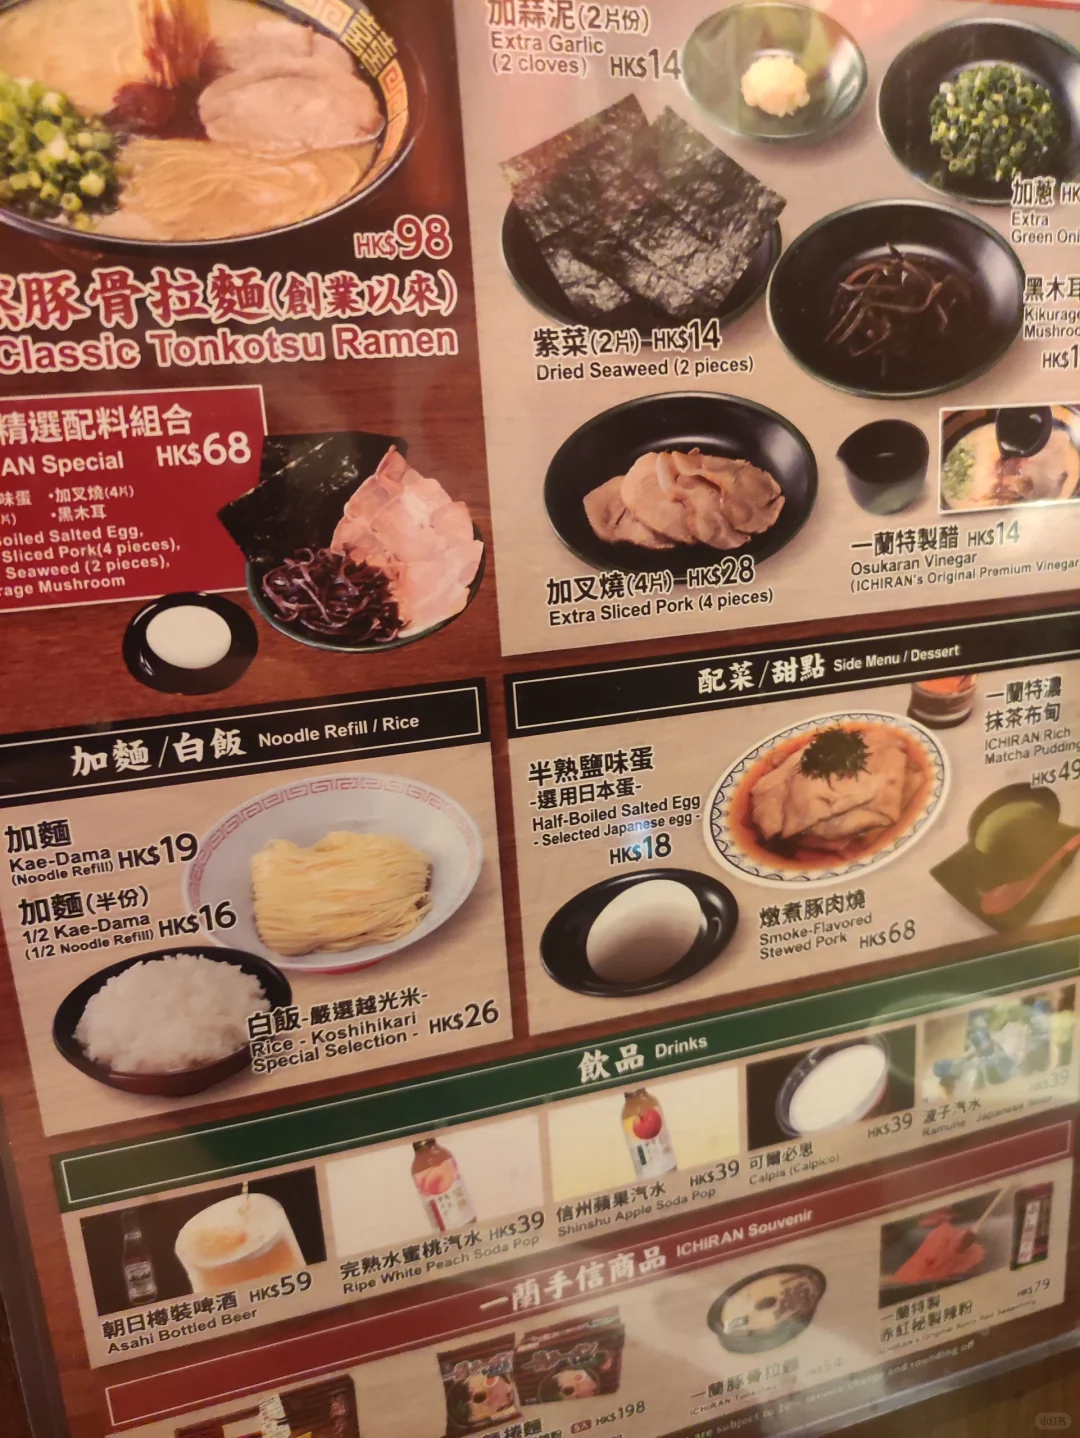 加蒜泥(2片份)
Extra Garlic
(2 cloves) HK$14
加蔥
Extra
Green Oni
HK$98
豚骨拉麵(創業以來)
Classic Tonkotsu Ramen
紫菜(2片) HK$14
Dried Seaweed (2 pieces)
黑木耳
Kikurage
Mushroo
精選配料組合
AN Special HK$68
味蛋 •加叉燒(4片)
片) •黑木耳
Boiled Salted Egg,
Sliced Pork(4 pieces),
Seaweed (2 pieces),
rage Mushroom
加叉燒(4片) HK$28
Extra Sliced Pork (4 pieces)
一蘭特製醋 HK$14
Osukaran Vinegar
(ICHIRAN's Original Premium Vinegar
加麵/白飯 Noodle Refill / Rice
加麵
Kae-Dama HK$19
(Noodle Refill)
加麵(半份)
1/2 Kae-Dama HK$16
(1/2 Noodle Refill)
白飯-嚴選越光米-
Rice - Koshihikari
Special Selection - HK$26
配菜/甜點 Side Menu / Dessert
半熟鹽味蛋
-選用日本蛋-
Half-Boiled Salted Egg
- Selected Japanese egg -
HK$18
燉煮豚肉燒
Smoke-Flavored
Stewed Pork HK$68
一蘭特濃
抹茶布甸
ICHIRAN Rich
Matcha Pudding
HK$49
飲品 Drinks
朝日樽裝啤酒 HK$59
Asahi Bottled Beer
完熟水蜜桃汽水 HK$39
Ripe White Peach Soda Pop
信州蘋果汽水 HK$39
Shinshu Apple Soda Pop
可爾必思 HK$39
Calpis (Calpico)
波子汽水
Ramune
一蘭手信商品 ICHIRAN Souvenir
HK$198
一蘭豚骨拉麵
一蘭特製 HK$79
赤紅秘製辣粉
小红书